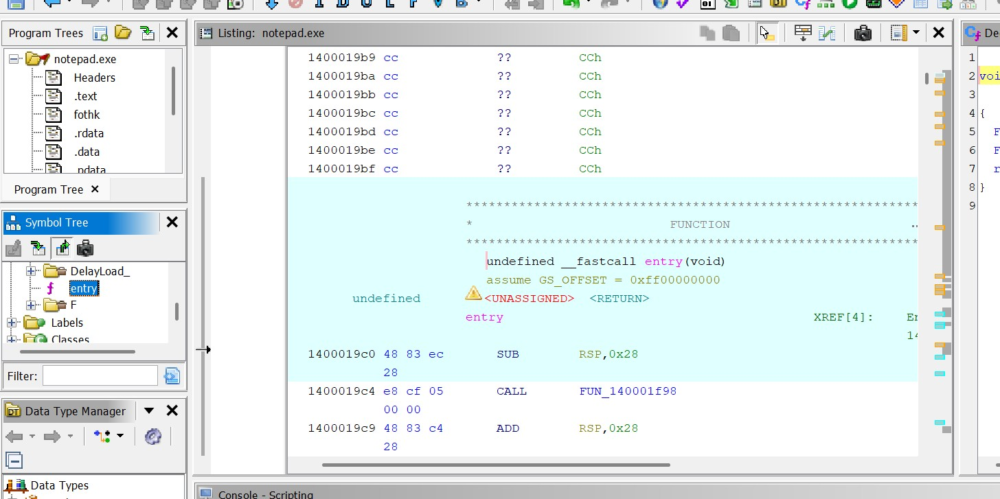 Program Trees
notepad.exe
Headers
.text
fothk
.rdata
.data
.pdata
Program Tree
Symbol Tree
DelayLoad_
entry
F
Labels
Classes
Filter:
Data Type Manager
Data Types
Listing: notepad.exe
1400019b9 cc ?? CCh
1400019ba cc ?? CCh
1400019bb cc ?? CCh
1400019bc cc ?? CCh
1400019bd cc ?? CCh
1400019be cc ?? CCh
1400019bf cc ?? CCh
* FUNCTION ..
undefined __fastcall entry(void)
assume GS_OFFSET = 0xff00000000
undefined <UNASSIGNED> <RETURN>
entry XREF[4]: En
14
1400019c0 48 83 ec SUB RSP,0x28
28
1400019c4 e8 cf 05 CALL FUN_140001f98
00 00
1400019c9 48 83 c4 ADD RSP,0x28
28
Console - Scripting
De
1
2 voi
3
4 {
5 F
6 F
7 r
8 }
9